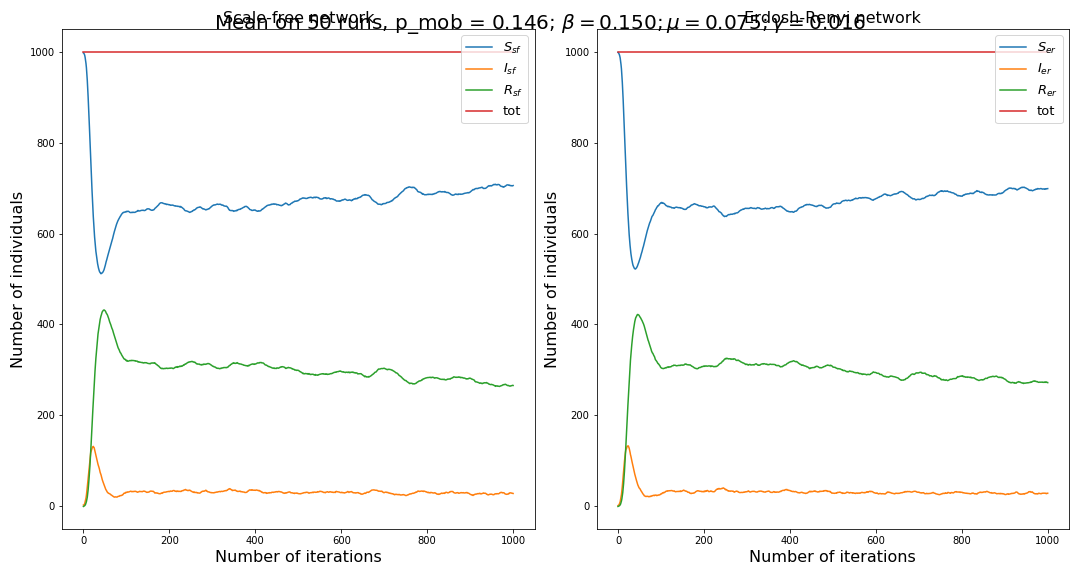 Mean on 50 runs, p_mob = 0.146; β = 0.150; μ = 0.075; γ = 0.016
Scale-free network
1000
800
600
400
200
0
Number of individuals
0 200 400 600 800 1000
Number of iterations
S_sf
I_sf
R_sf
tot
Erdosh-Renyi network
1000
800
600
400
200
0
Number of individuals
0 200 400 600 800 1000
Number of iterations
S_er
I_er
R_er
tot